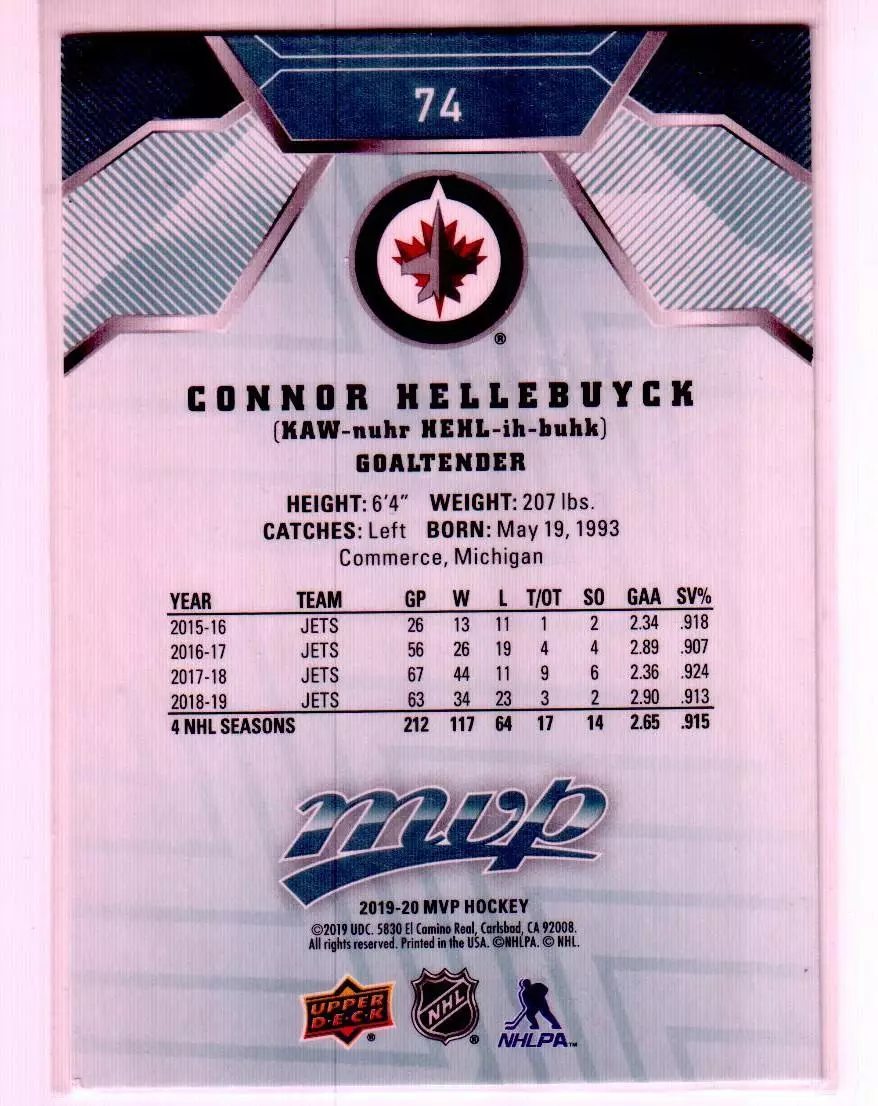 74
®
CONNOR HELLEBUYCK
(KAW-nuhr HEHL-ih-buhk)
GOALTENDER
HEIGHT: 6'4" WEIGHT: 207 lbs.
CATCHES: Left BORN: May 19, 1993
Commerce, Michigan
YEAR TEAM GP W L T/OT SO GAA SV%
2015-16 JETS 26 13 11 1 2 2.34 .918
2016-17 JETS 56 26 19 4 4 2.89 .907
2017-18 JETS 67 44 11 9 6 2.36 .924
2018-19 JETS 63 34 23 3 2 2.90 .913
4 NHL SEASONS 212 117 64 17 14 2.65 .915
mvp
2019-20 MVP HOCKEY
©2019 UDC. 5830 El Camino Real, Carlsbad, CA 92008.
All rights reserved. Printed in the USA. ©NHLPA. © NHL.
UPPER
D·E·C·K ®
NHL ®
NHLPA™